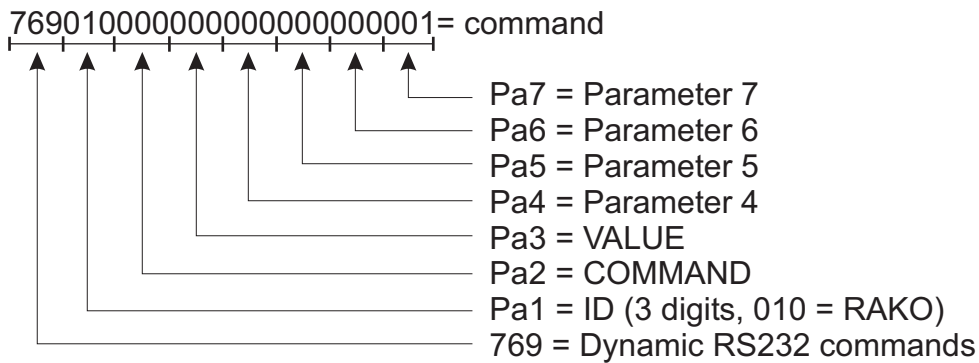 769010000000000000000001= command
Pa7 = Parameter 7
Pa6 = Parameter 6
Pa5 = Parameter 5
Pa4 = Parameter 4
Pa3 = VALUE
Pa2 = COMMAND
Pa1 = ID (3 digits, 010 = RAKO)
769 = Dynamic RS232 commands